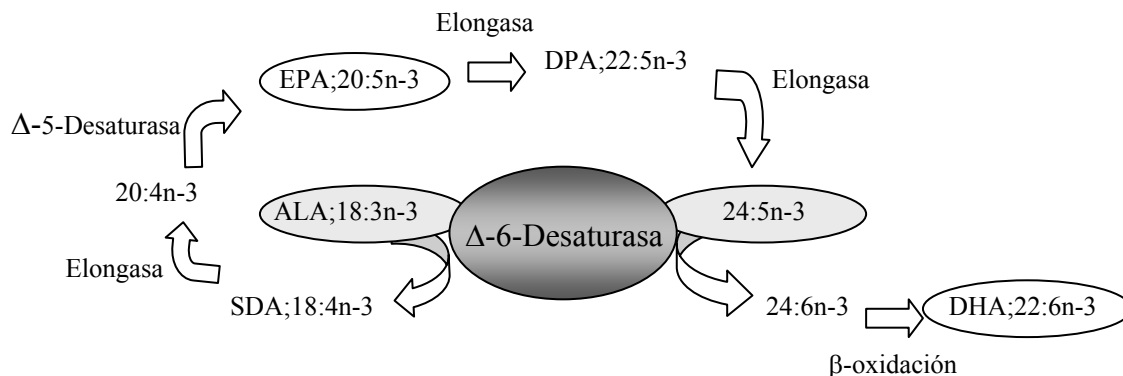 Elongasa
EPA;20:5n-3
DPA;22:5n-3
Elongasa
Δ-5-Desaturasa
20:4n-3
ALA;18:3n-3
Δ-6-Desaturasa
24:5n-3
Elongasa
SDA;18:4n-3
24:6n-3
DHA;22:6n-3
β-oxidación